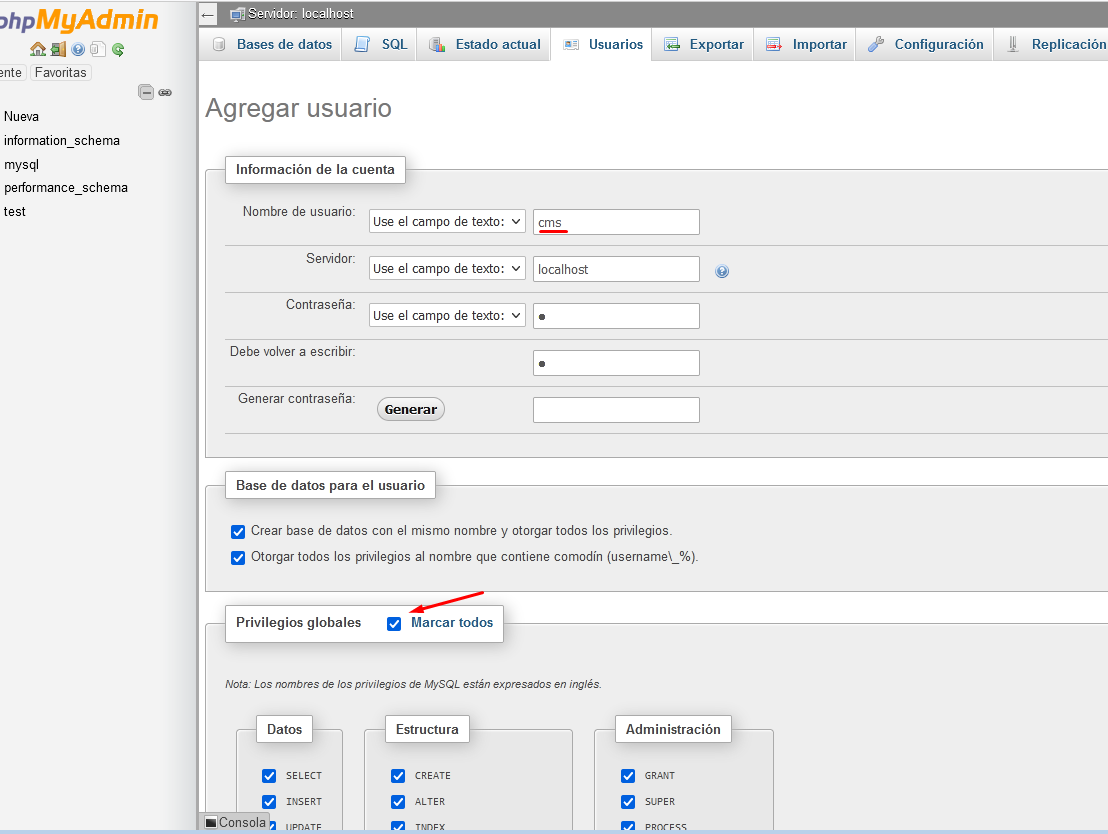 phpMyAdmin
ente Favoritas
Nueva
information_schema
mysql
performance_schema
test
Servidor: localhost
Bases de datos SQL Estado actual Usuarios Exportar Importar Configuración Replicación
Agregar usuario
Información de la cuenta
Nombre de usuario: Use el campo de texto: cms
Servidor: Use el campo de texto: localhost
Contraseña: Use el campo de texto: •
Debe volver a escribir: •
Generar contraseña: Generar
Base de datos para el usuario
Crear base de datos con el mismo nombre y otorgar todos los privilegios.
Otorgar todos los privilegios al nombre que contiene comodín (username\_%).
Privilegios globales Marcar todos
Nota: Los nombres de los privilegios de MySQL están expresados en inglés.
Datos Estructura Administración
SELECT CREATE GRANT
INSERT ALTER SUPER
UPDATE INDEX PROCESS
Consola